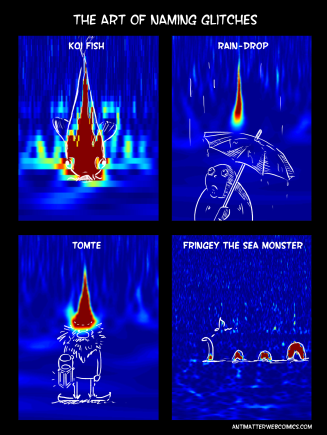 THE ART OF NAMING GLITCHES
KOI FISH
RAIN-DROP
TOMTE
FRINGEY THE SEA MONSTER
ANTIMATTERWEBCOMICS.COM